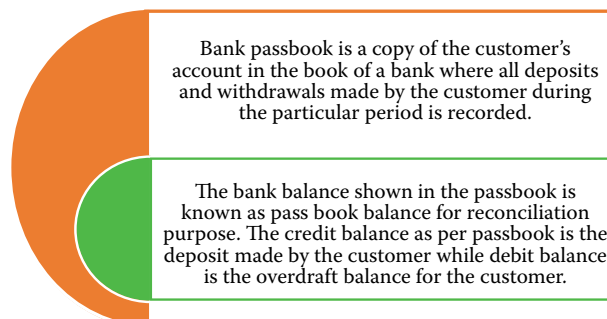 Bank passbook is a copy of the customer’s
account in the book of a bank where all deposits
and withdrawals made by the customer during
the particular period is recorded.
The bank balance shown in the passbook is
known as pass book balance for reconciliation
purpose. The credit balance as per passbook is the
deposit made by the customer while debit balance
is the overdraft balance for the customer.